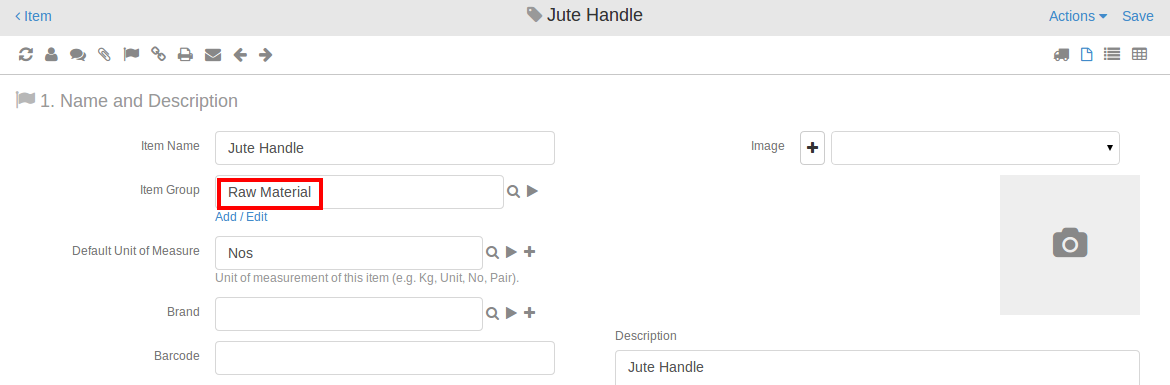 Item
Jute Handle
Actions
Save
1. Name and Description
Item Name
Jute Handle
Item Group
Raw Material
Add / Edit
Default Unit of Measure
Nos
Unit of measurement of this item (e.g. Kg, Unit, No, Pair).
Brand
Barcode
Image
Description
Jute Handle